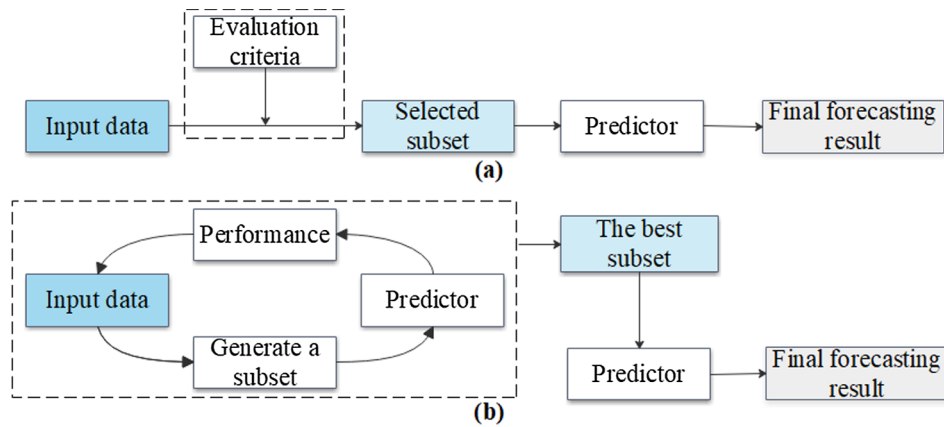 Evaluation
criteria
Input data
Selected
subset
Predictor
Final forecasting
result
(a)
Performance
Input data
Predictor
Generate a
subset
The best
subset
Predictor
Final forecasting
result
(b)